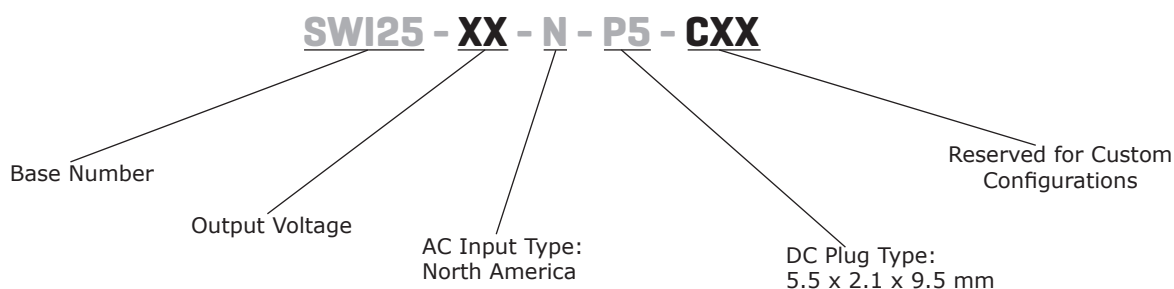 SWI25 - XX - N - P5 - CXX
Base Number
Output Voltage
AC Input Type:
North America
DC Plug Type:
5.5 x 2.1 x 9.5 mm
Reserved for Custom
Configurations